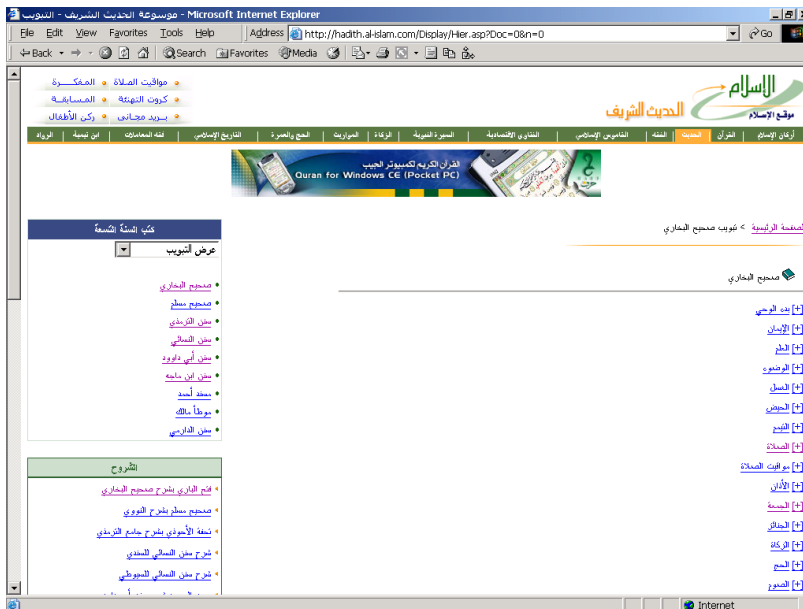 موسوعة الحديث الشريف - التبويب - Microsoft Internet Explorer
File Edit View Favorites Tools Help Address http://hadith.al-islam.com/Display/Hier.asp?Doc=0&n=0 Go
Back Search Favorites Media
الإسلام
موقع الإسلام
الحديث الشريف
مواقيت الصلاة المفكــــرة
كروت التهنئة المسابقــة
بــريد مجـانى ركن الأطفال
أركان الإسلام | القرآن | الحديث | الفقه | القاموس الإسلامي | الفتاوى الاقتصادية | السيرة النبوية | الزكاة | المواريث | الحج والعمرة | التاريخ الإسلامي | فقه المعاملات | ابن تيمية | الرواد
القرآن الكريم لكمبيوتر الجيب
Quran for Windows CE (Pocket PC)
الصفحة الرئيسية > تبويب صحيح البخاري
صحيح البخاري
[+] بدء الوحي
[+] الإيمان
[+] العلم
[+] الوضوء
[+] الغسل
[+] الحيض
[+] التيمم
[+] الصلاة
[+] مواقيت الصلاة
[+] الأذان
[+] الجمعة
[+] الجنائز
[+] الزكاة
[+] الحج
[+] الصوم
كتب السنة التسعة
عرض التبويب
صحيح البخاري
صحيح مسلم
سنن الترمذي
سنن النسائي
سنن أبي داوود
سنن ابن ماجه
مسند أحمد
موطأ مالك
سنن الدارمي
الشروح
فتح الباري بشرح صحيح البخاري
صحيح مسلم بشرح النووي
تحفة الأحوذي بشرح جامع الترمذي
شرح سنن النسائي للسندي
شرح سنن النسائي للسيوطي
Internet